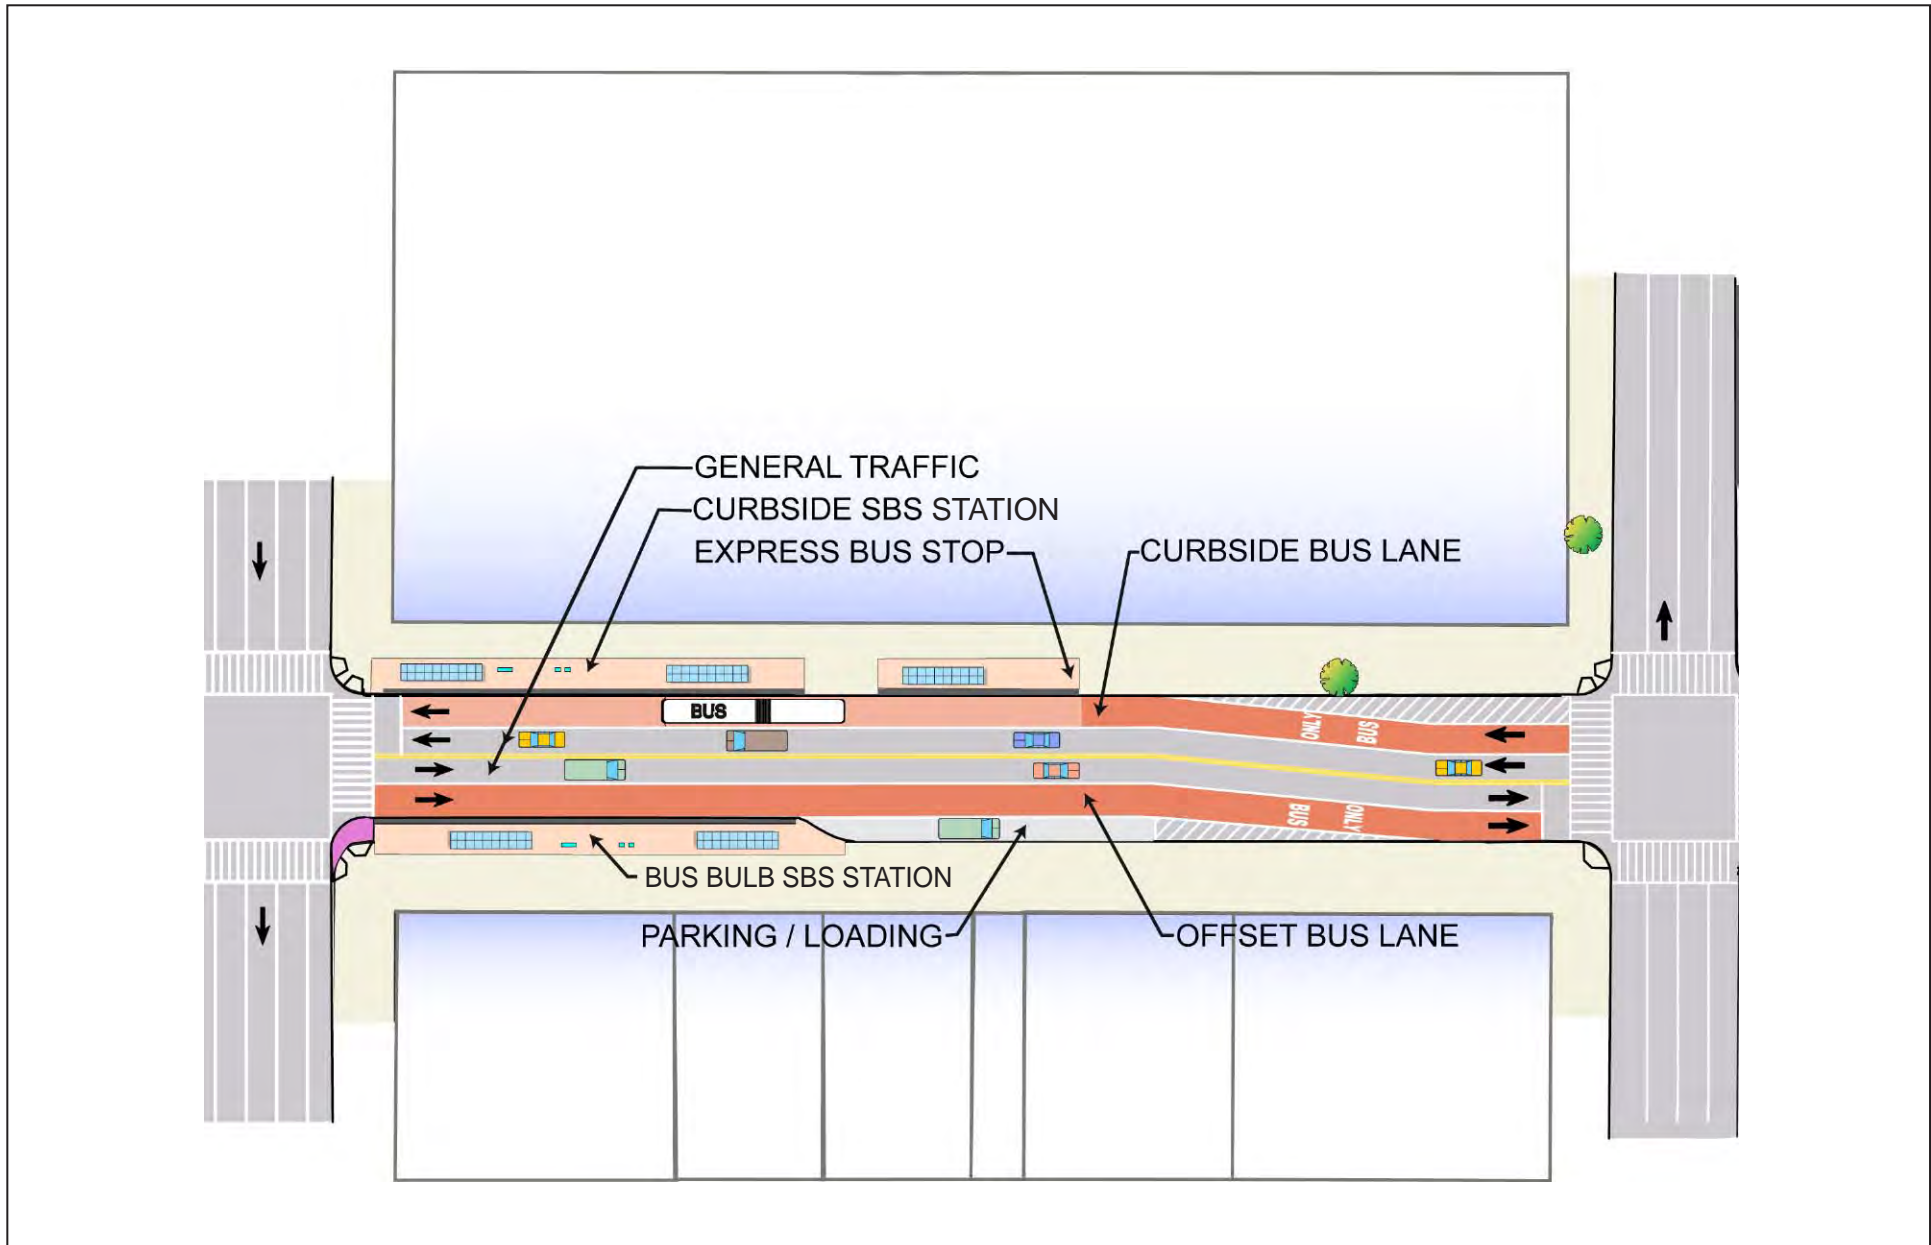 GENERAL TRAFFIC
CURBSIDE SBS STATION
EXPRESS BUS STOP
CURBSIDE BUS LANE
BUS
ONLY
BUS
BUS
ONLY
BUS BULB SBS STATION
PARKING / LOADING
OFFSET BUS LANE